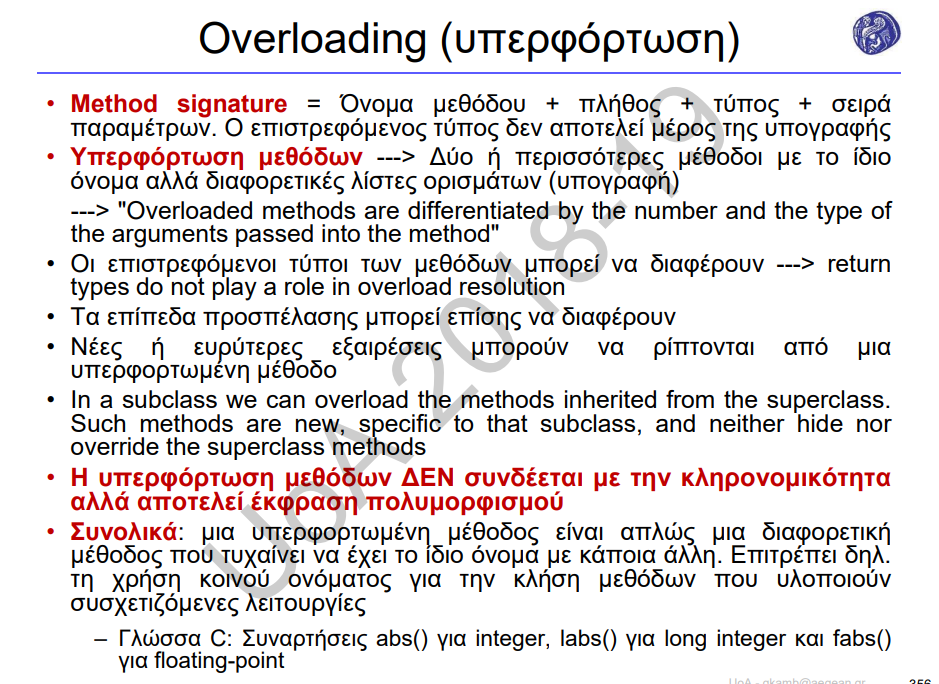 Overloading (υπερφόρτωση)
• Method signature = Όνομα μεθόδου + πλήθος + τύπος + σειρά
παραμέτρων. Ο επιστρεφόμενος τύπος δεν αποτελεί μέρος της υπογραφής
• Υπερφόρτωση μεθόδων ---> Δύο ή περισσότερες μέθοδοι με το ίδιο
όνομα αλλά διαφορετικές λίστες ορισμάτων (υπογραφή)
---> "Overloaded methods are differentiated by the number and the type of
the arguments passed into the method"
• Οι επιστρεφόμενοι τύποι των μεθόδων μπορεί να διαφέρουν ---> return
types do not play a role in overload resolution
• Τα επίπεδα προσπέλασης μπορεί επίσης να διαφέρουν
• Νέες ή ευρύτερες εξαιρέσεις μπορούν να ρίπτονται από μια
υπερφορτωμένη μέθοδο
• In a subclass we can overload the methods inherited from the superclass.
Such methods are new, specific to that subclass, and neither hide nor
override the superclass methods
• Η υπερφόρτωση μεθόδων ΔΕΝ συνδέεται με την κληρονομικότητα
αλλά αποτελεί έκφραση πολυμορφισμού
• Συνολικά: μια υπερφορτωμένη μέθοδος είναι απλώς μια διαφορετική
μέθοδος που τυχαίνει να έχει το ίδιο όνομα με κάποια άλλη. Επιτρέπει δηλ.
τη χρήση κοινού ονόματος για την κλήση μεθόδων που υλοποιούν
συσχετιζόμενες λειτουργίες
– Γλώσσα C: Συναρτήσεις abs() για integer, labs() για long integer και fabs()
για floating-point
UoA 2018-19
UoA - gkamb@aegean.gr
356